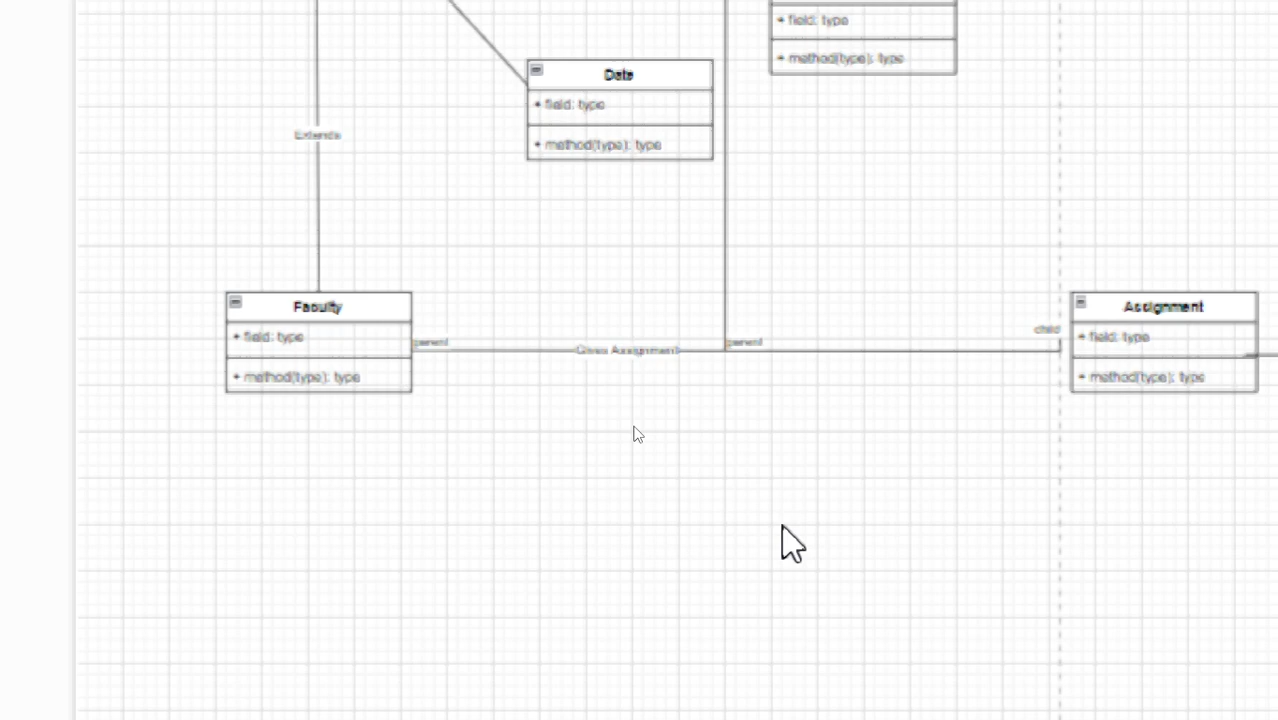 + field: type
+ method(type): type
Date
+ field: type
+ method(type): type
Extends
Faculty
+ field: type
+ method(type): type
parent
Gives Assignment
parent
child
Assignment
+ field: type
+ method(type): type